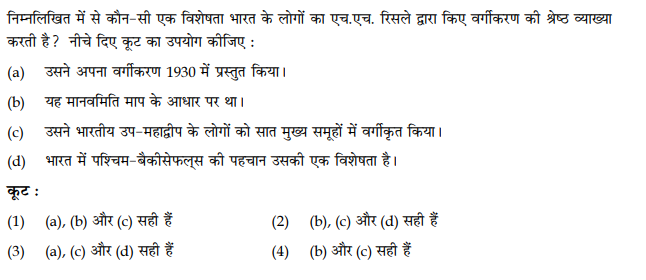 निम्नलिखित में से कौन-सी एक विशेषता भारत के लोगों का एच.एच. रिसले द्वारा किए वर्गीकरण की श्रेष्ठ व्याख्या
करती है? नीचे दिए कूट का उपयोग कीजिए :
(a) उसने अपना वर्गीकरण 1930 में प्रस्तुत किया।
(b) यह मानवमिति माप के आधार पर था।
(c) उसने भारतीय उप-महाद्वीप के लोगों को सात मुख्य समूहों में वर्गीकृत किया।
(d) भारत में पश्चिम-बैकीसेफल्स की पहचान उसकी एक विशेषता है।
कूट :
(1) (a), (b) और (c) सही हैं (2) (b), (c) और (d) सही हैं
(3) (a), (c) और (d) सही हैं (4) (b) और (c) सही हैं